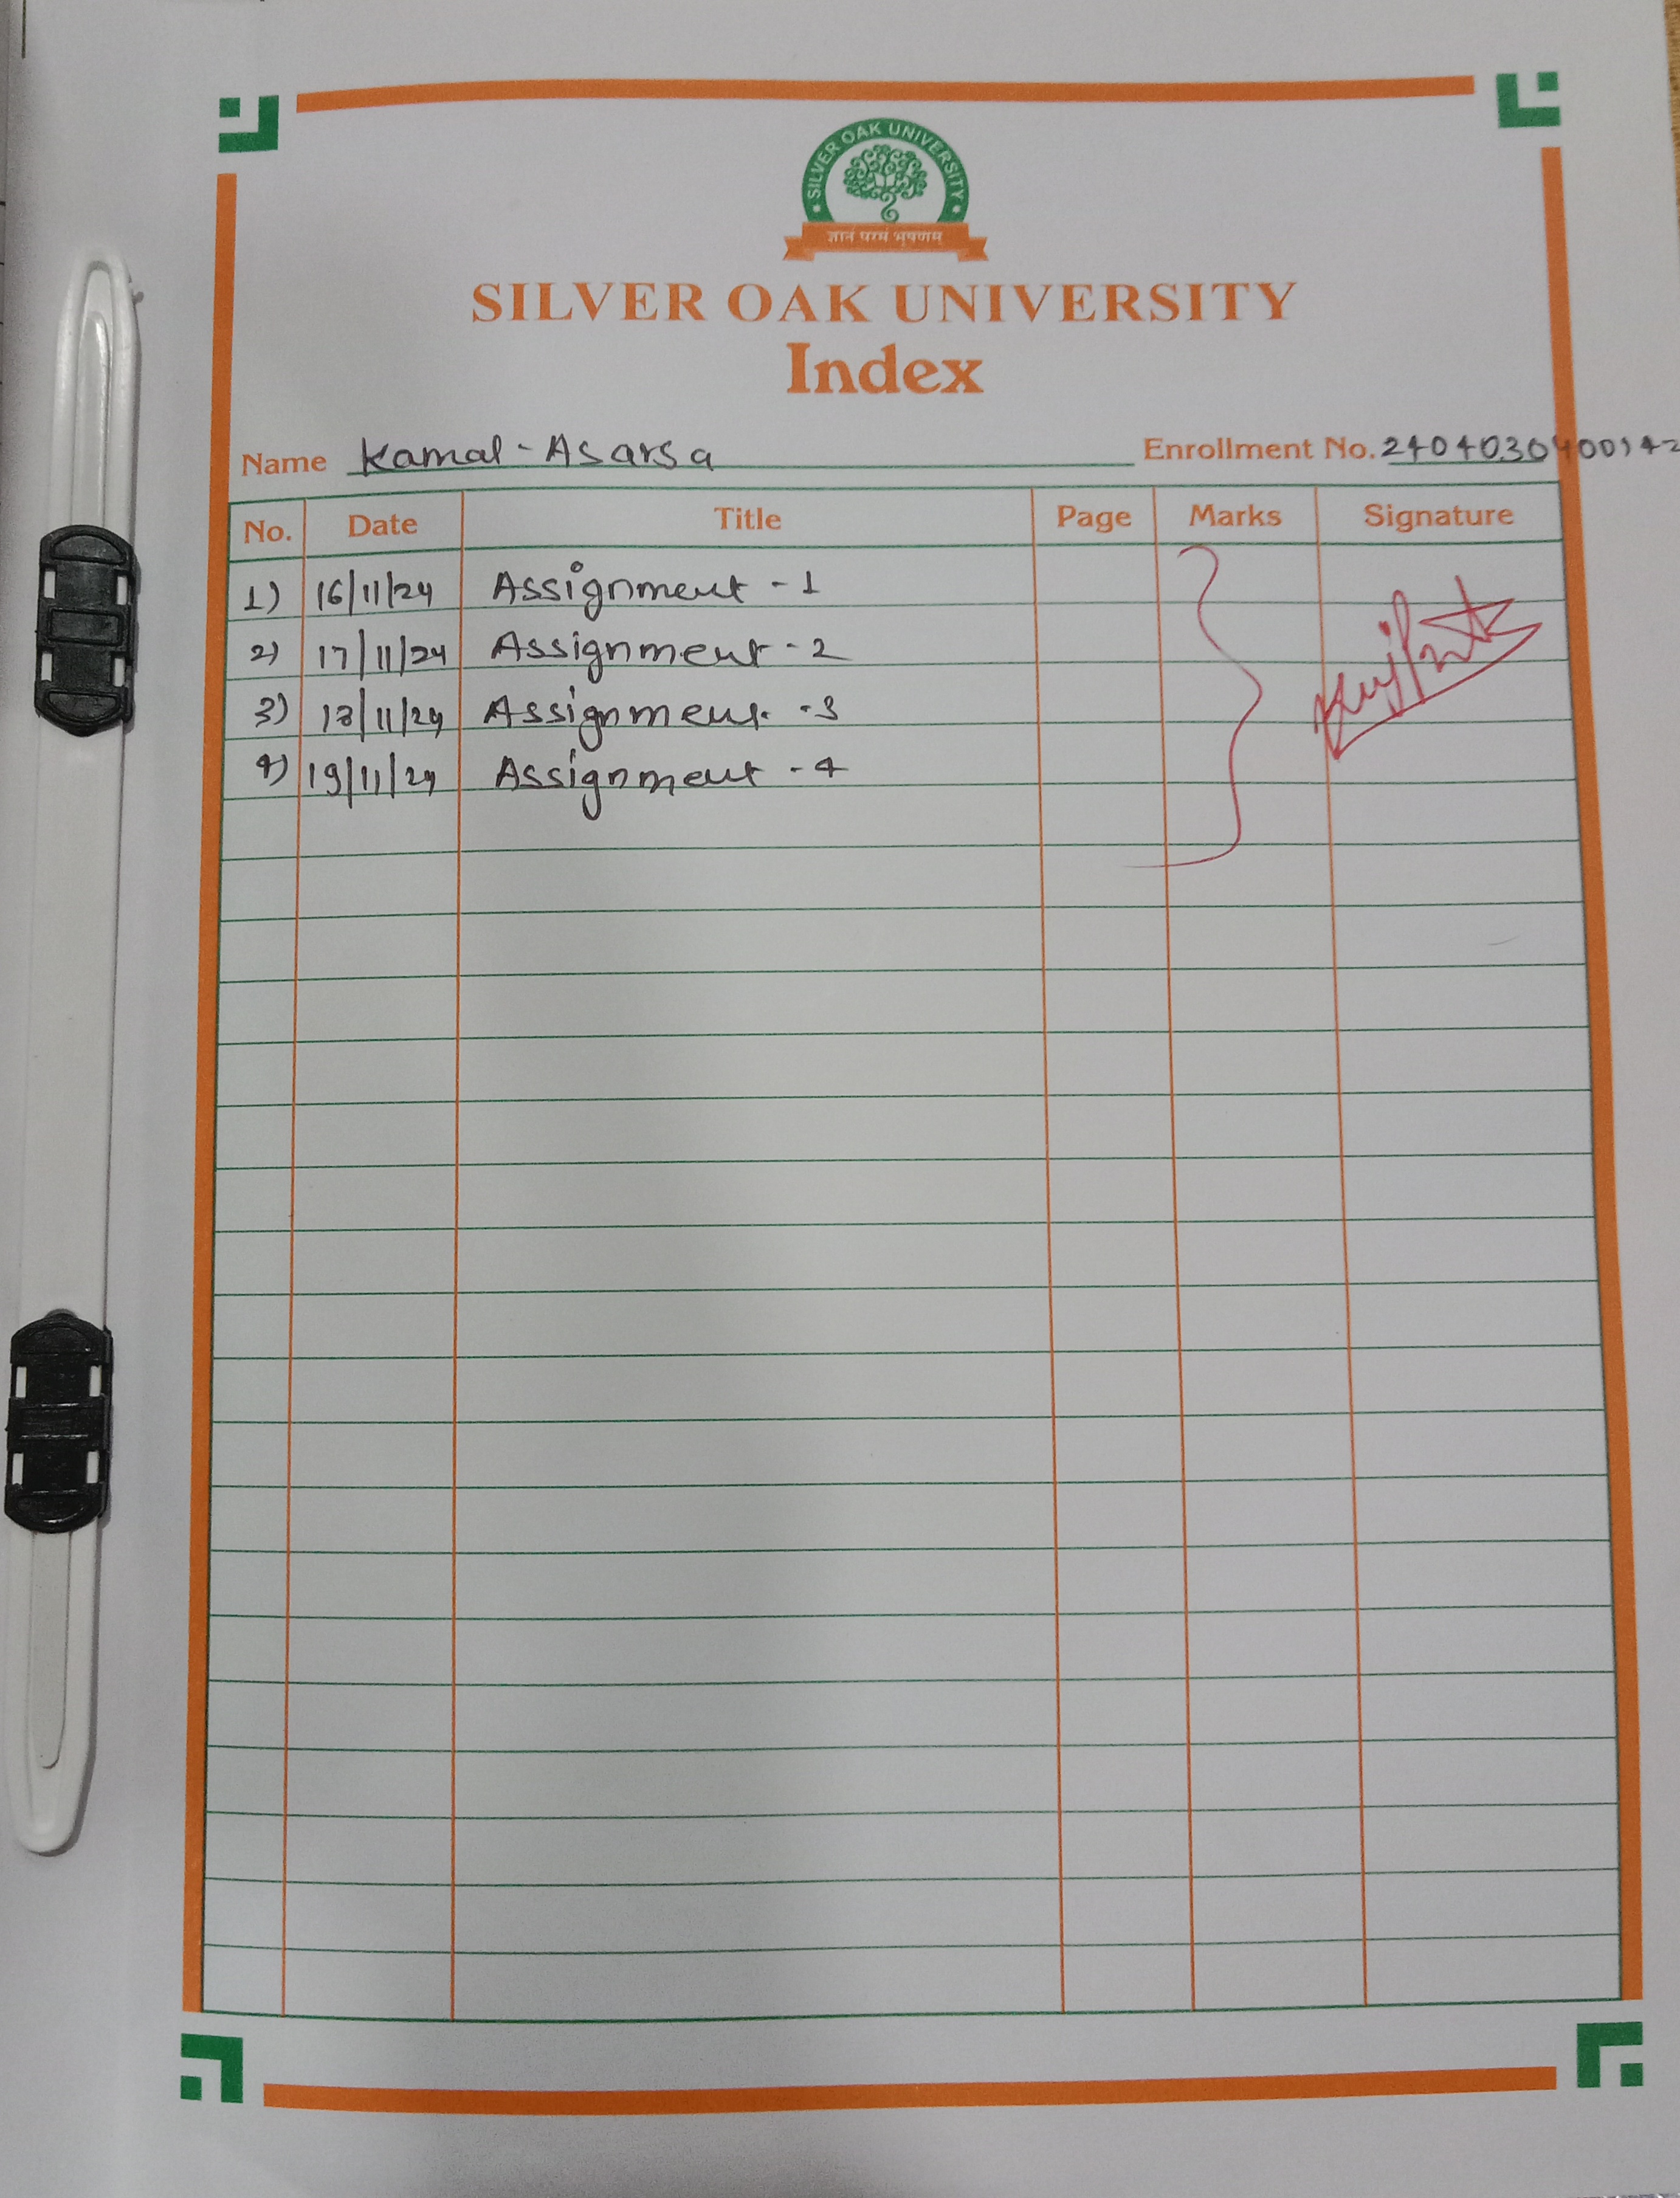 SILVER OAK UNIVERSITY
ज्ञानं परमं भूषणम्
SILVER OAK UNIVERSITY
Index
Name Kamal - Asarsa Enrollment No. 2404030400142
No. Date Title Page Marks Signature
1) 16/11/24 Assignment - 1
2) 17/11/24 Assignment - 2
3) 18/11/24 Assignment - 3
4) 19/11/24 Assignment - 4